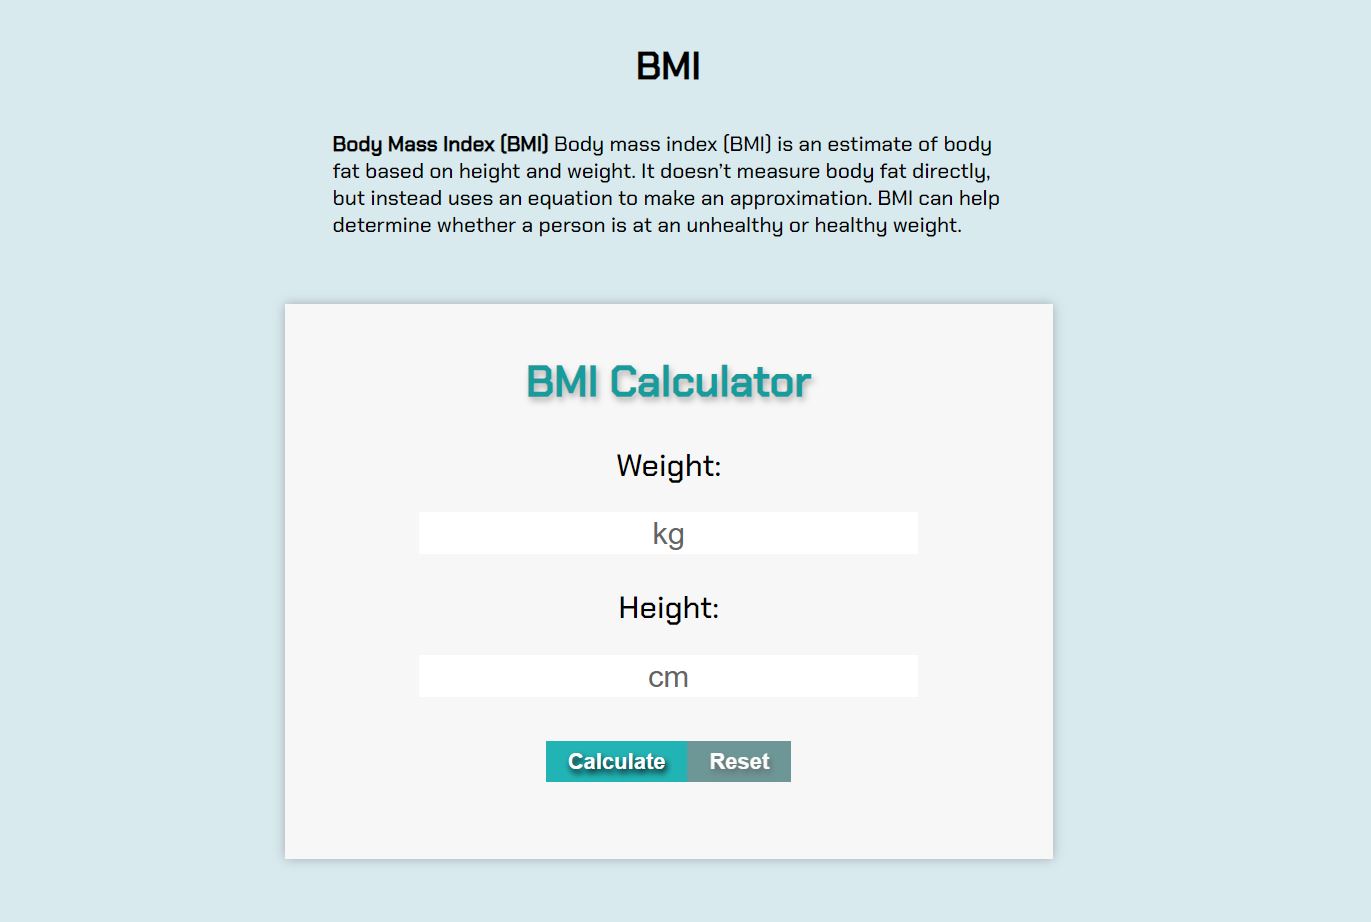 BMI
Body Mass Index (BMI) Body mass index (BMI) is an estimate of body
fat based on height and weight. It doesn’t measure body fat directly,
but instead uses an equation to make an approximation. BMI can help
determine whether a person is at an unhealthy or healthy weight.
BMI Calculator
Weight:
kg
Height:
cm
Calculate Reset